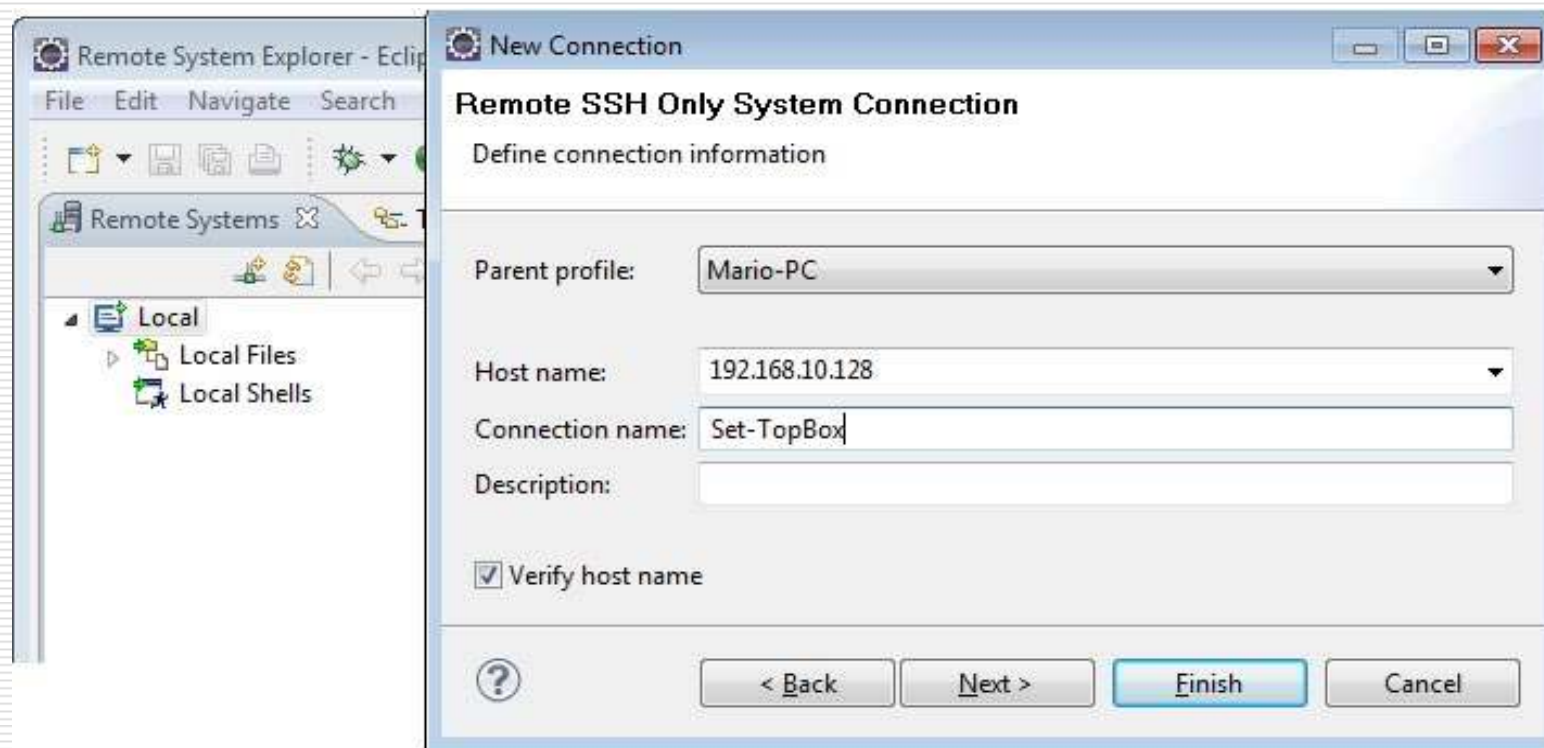 Remote System Explorer - Eclip
File Edit Navigate Search
Remote Systems
T
Local
Local Files
Local Shells
New Connection
Remote SSH Only System Connection
Define connection information
Parent profile: Mario-PC
Host name: 192.168.10.128
Connection name: Set-TopBox
Description:
Verify host name
< Back Next > Finish Cancel